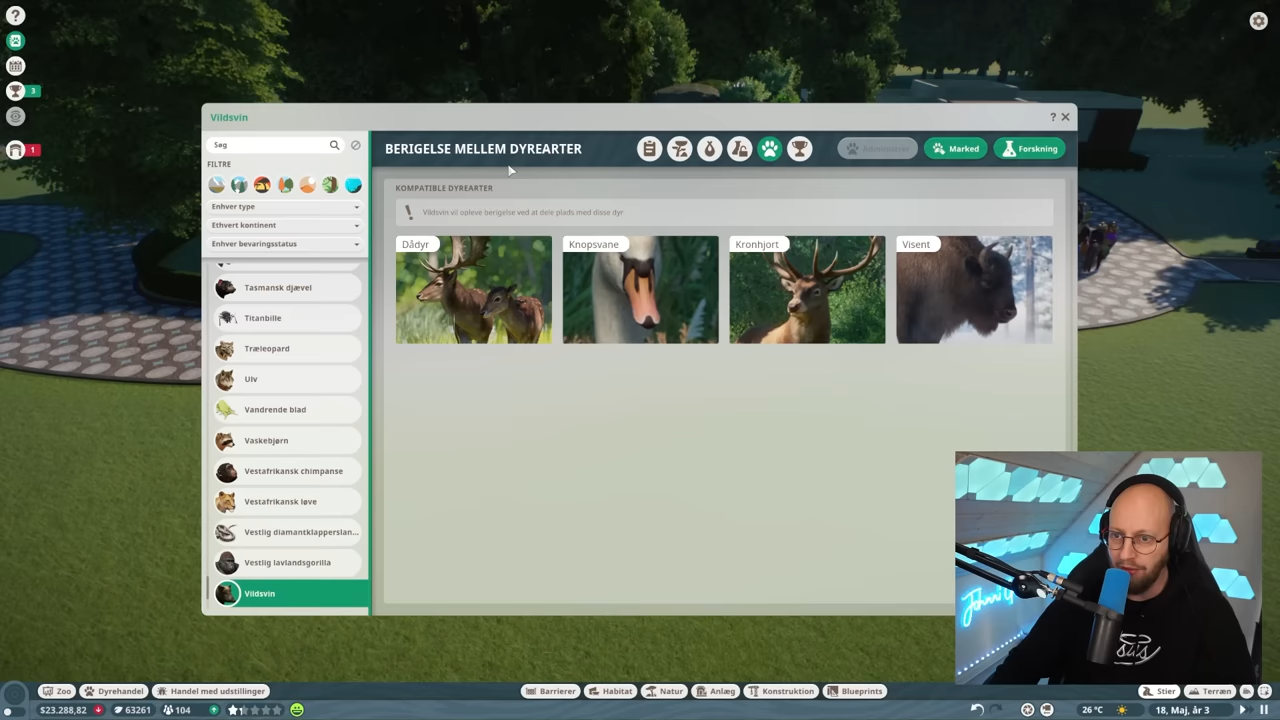 Vildsvin
?
3
1
Søg
FILTRE
Enhver type
Ethvert kontinent
Enhver bevaringsstatus
Tasmansk djævel
Titanbille
Træleopard
Ulv
Vandrende blad
Vaskebjørn
Vestafrikansk chimpanse
Vestafrikansk løve
Vestlig diamantklapperslan...
Vestlig lavlandsgorilla
Vildsvin
BERIGELSE MELLEM DYREARTER
Administrér
Marked
Forskning
KOMPATIBLE DYREARTER
Vildsvin vil opleve berigelse ved at dele plads med disse dyr
Dådyr
Knopsvane
Kronhjort
Visent
Zoo
Dyrehandel
Handel med udstillinger
Barrierer
Habitat
Natur
Anlæg
Konstruktion
Blueprints
Stier
Terræn
$23.288,82
63261
104
26 °C
18, Maj, år 3